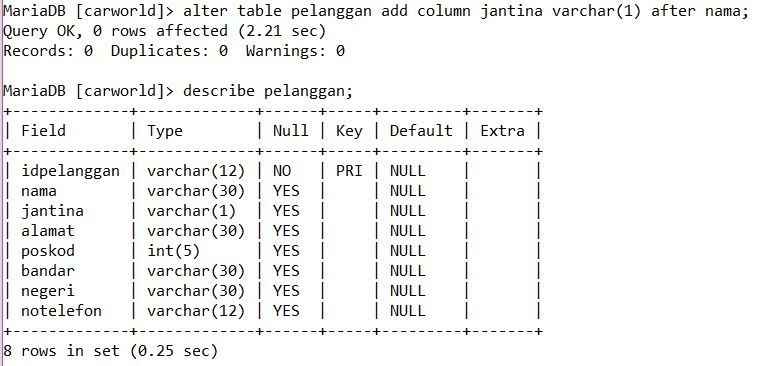 MariaDB [carworld]> alter table pelanggan add column jantina varchar(1) after nama;
Query OK, 0 rows affected (2.21 sec)
Records: 0  Duplicates: 0  Warnings: 0

MariaDB [carworld]> describe pelanggan;
+-------------+-------------+------+-----+---------+-------+
| Field       | Type        | Null | Key | Default | Extra |
+-------------+-------------+------+-----+---------+-------+
| idpelanggan | varchar(12) | NO   | PRI | NULL    |       |
| nama        | varchar(30) | YES  |     | NULL    |       |
| jantina     | varchar(1)  | YES  |     | NULL    |       |
| alamat      | varchar(30) | YES  |     | NULL    |       |
| poskod      | int(5)      | YES  |     | NULL    |       |
| bandar      | varchar(30) | YES  |     | NULL    |       |
| negeri      | varchar(30) | YES  |     | NULL    |       |
| notelefon   | varchar(12) | YES  |     | NULL    |       |
+-------------+-------------+------+-----+---------+-------+
8 rows in set (0.25 sec)